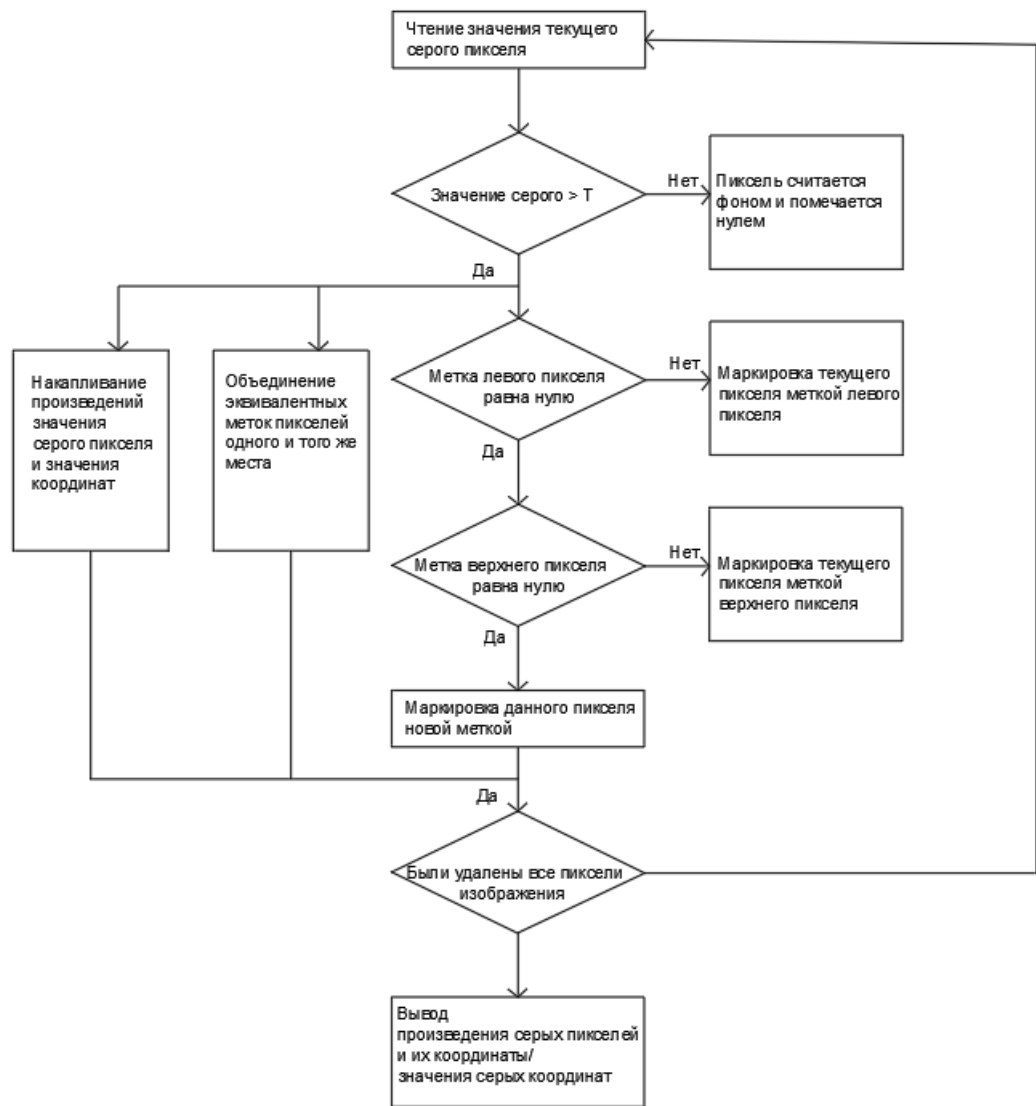 Чтение значения текущего
серого пикселя
Значение серого > T
Нет
Пиксель считается
фоном и помечается
нулем
Да
Накапливание
произведений
значения
серого пикселя
и значения
координат
Объединение
эквивалентных
меток пикселей
одного и того же
места
Метка левого пикселя
равна нулю
Нет
Маркировка текущего
пикселя меткой левого
пикселя
Да
Метка верхнего пикселя
равна нулю
Нет
Маркировка текущего
пикселя меткой
верхнего пикселя
Да
Маркировка данного пикселя
новой меткой
Да
Были удалены все пиксели
изображения
Вывод
произведения серых пикселей
и их координаты/
значения серых координат